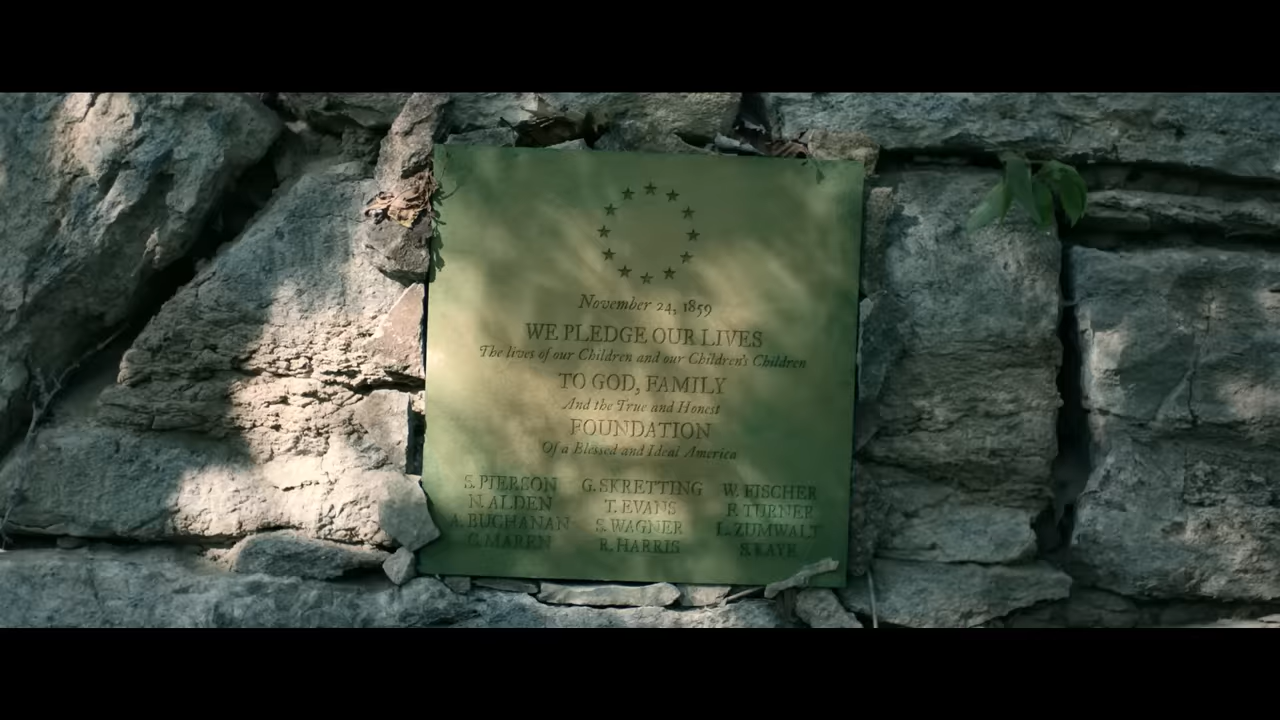 November 24, 1859
WE PLEDGE OUR LIVES
The lives of our Children and our Children's Children
TO GOD, FAMILY
And the True and Honest
FOUNDATION
Of a Blessed and Ideal America
S. PIERSON G. SKRETTING W. FISCHER
N. ALDEN T. EVANS F. TURNER
A. BUCHANAN S. WAGNER L. ZUMWALT
C. MAREN R. HARRIS S. KAYE